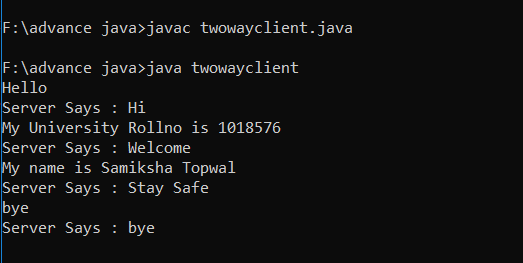 F:\advance java>javac twowayclient.java
F:\advance java>java twowayclient
Hello
Server Says : Hi
My University Rollno is 1018576
Server Says : Welcome
My name is Samiksha Topwal
Server Says : Stay Safe
bye
Server Says : bye